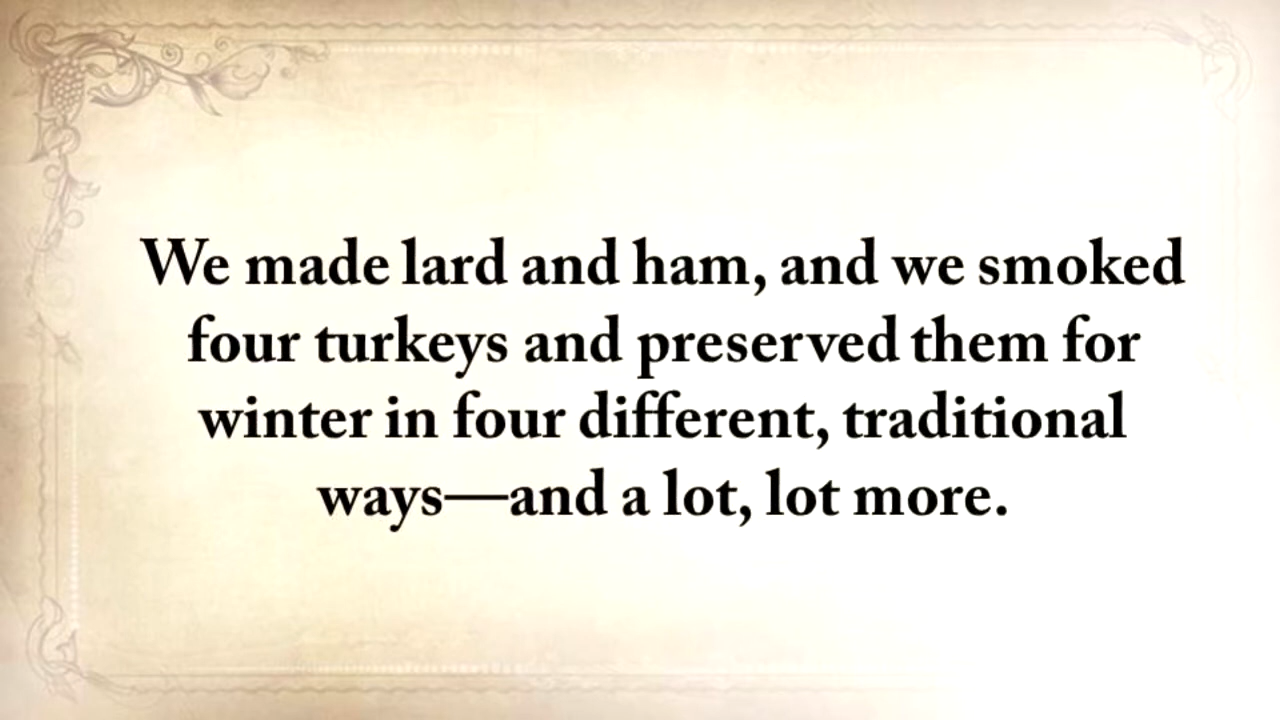 We made lard and ham, and we smoked
four turkeys and preserved them for
winter in four different, traditional
ways—and a lot, lot more.